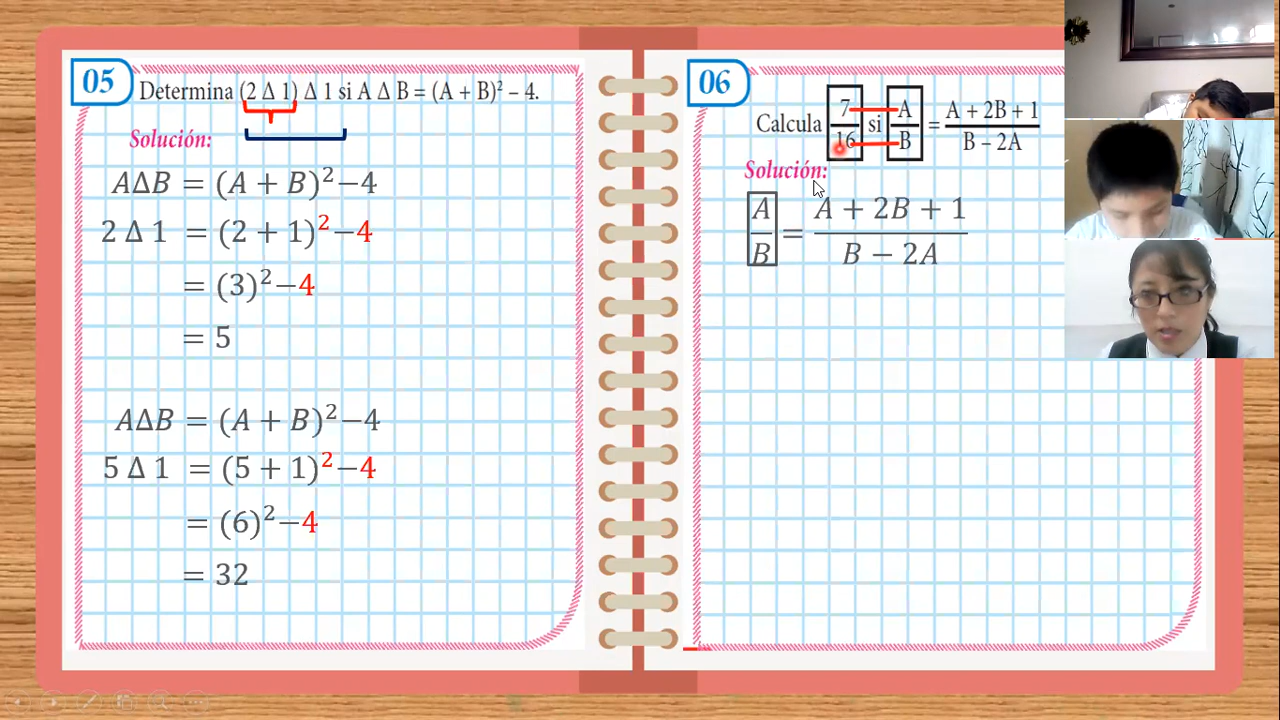 05
Determina (2 Δ 1) Δ 1 si A Δ B = (A + B)² – 4.
Solución:
AΔB = (A + B)² −4
2 Δ 1 = (2 + 1)² −4
= (3)² −4
= 5
AΔB = (A + B)² −4
5 Δ 1 = (5 + 1)² −4
= (6)² −4
= 32
06
Calcula 7/16 si A/B = A + 2B + 1 / B – 2A
Solución:
A/B = A + 2B + 1 / B − 2A